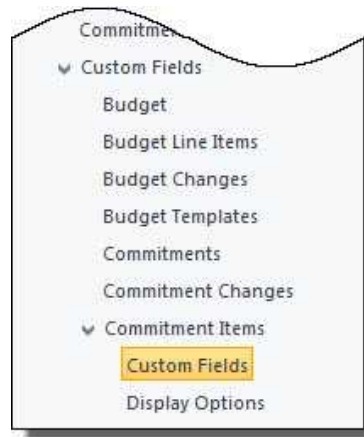 Custom Fields
Budget
Budget Line Items
Budget Changes
Budget Templates
Commitments
Commitment Changes
Commitment Items
Custom Fields
Display Options